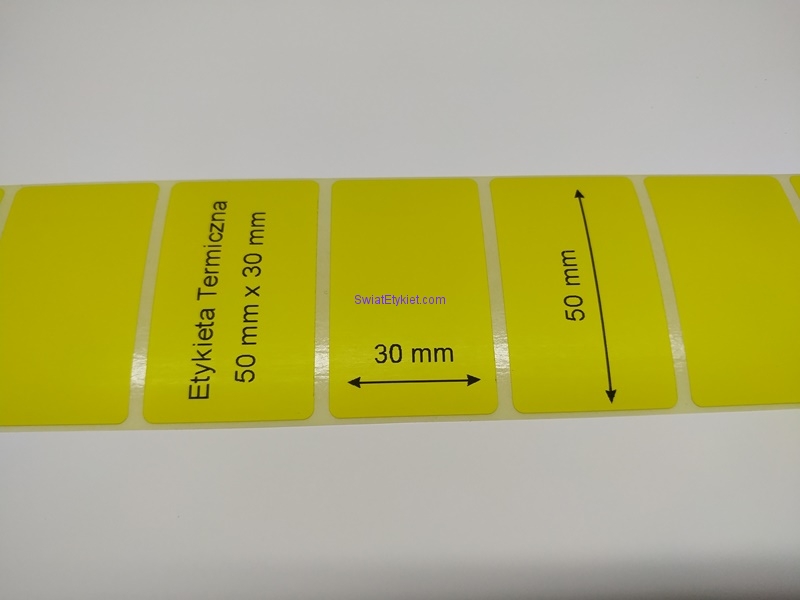 Etykieta Termiczna
50 mm x 30 mm
SwiatEtykiet.com
30 mm
50 mm